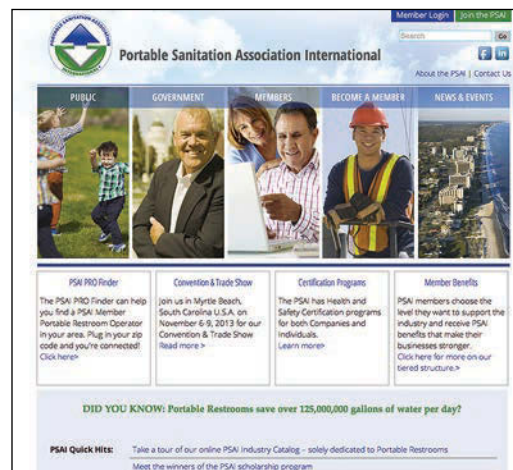 Member Login
Join the PSAI
PORTABLE SANITATION ASSOCIATION
INTERNATIONAL
Portable Sanitation Association International
Search
Go
f in
About the PSAI | Contact Us
PUBLIC
GOVERNMENT
MEMBERS
BECOME A MEMBER
NEWS & EVENTS
PSAI PRO Finder
The PSAI PRO Finder can help
you find a PSAI Member
Portable Restroom Operator
in your area. Plug in your zip
code and you're connected!
Click here>
Convention & Trade Show
Join us in Myrtle Beach,
South Carolina U.S.A. on
November 6-9, 2013 for our
Convention & Trade Show
Read more >
Certification Programs
The PSAI has Health and
Safety Certification programs
for both Companies and
Individuals.
Learn more>
Member Benefits
PSAI members choose the
level they want to support the
industry and receive PSAI
benefits that make their
businesses stronger.
Click here for more on our
tiered structure.>
DID YOU KNOW: Portable Restrooms save over 125,000,000 gallons of water per day?
PSAI Quick Hits:
Take a tour of our online PSAI Industry Catalog – solely dedicated to Portable Restrooms
Meet the winners of the PSAI scholarship program